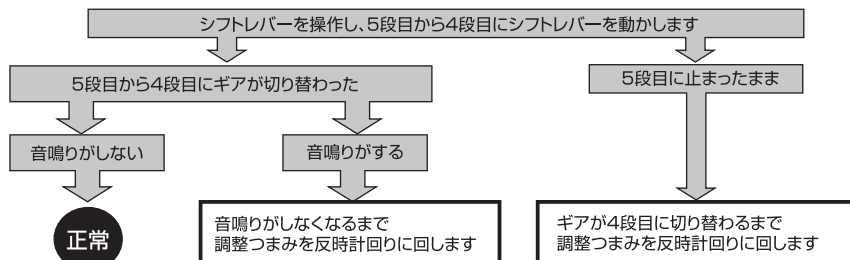 シフトレバーを操作し、5段目から4段目にシフトレバーを動かします
5段目から4段目にギアが切り替わった
5段目に止まったまま
音鳴りがしない
音鳴りがする
正常
音鳴りがしなくなるまで
調整つまみを反時計回りに回します
ギアが4段目に切り替わるまで
調整つまみを反時計回りに回します